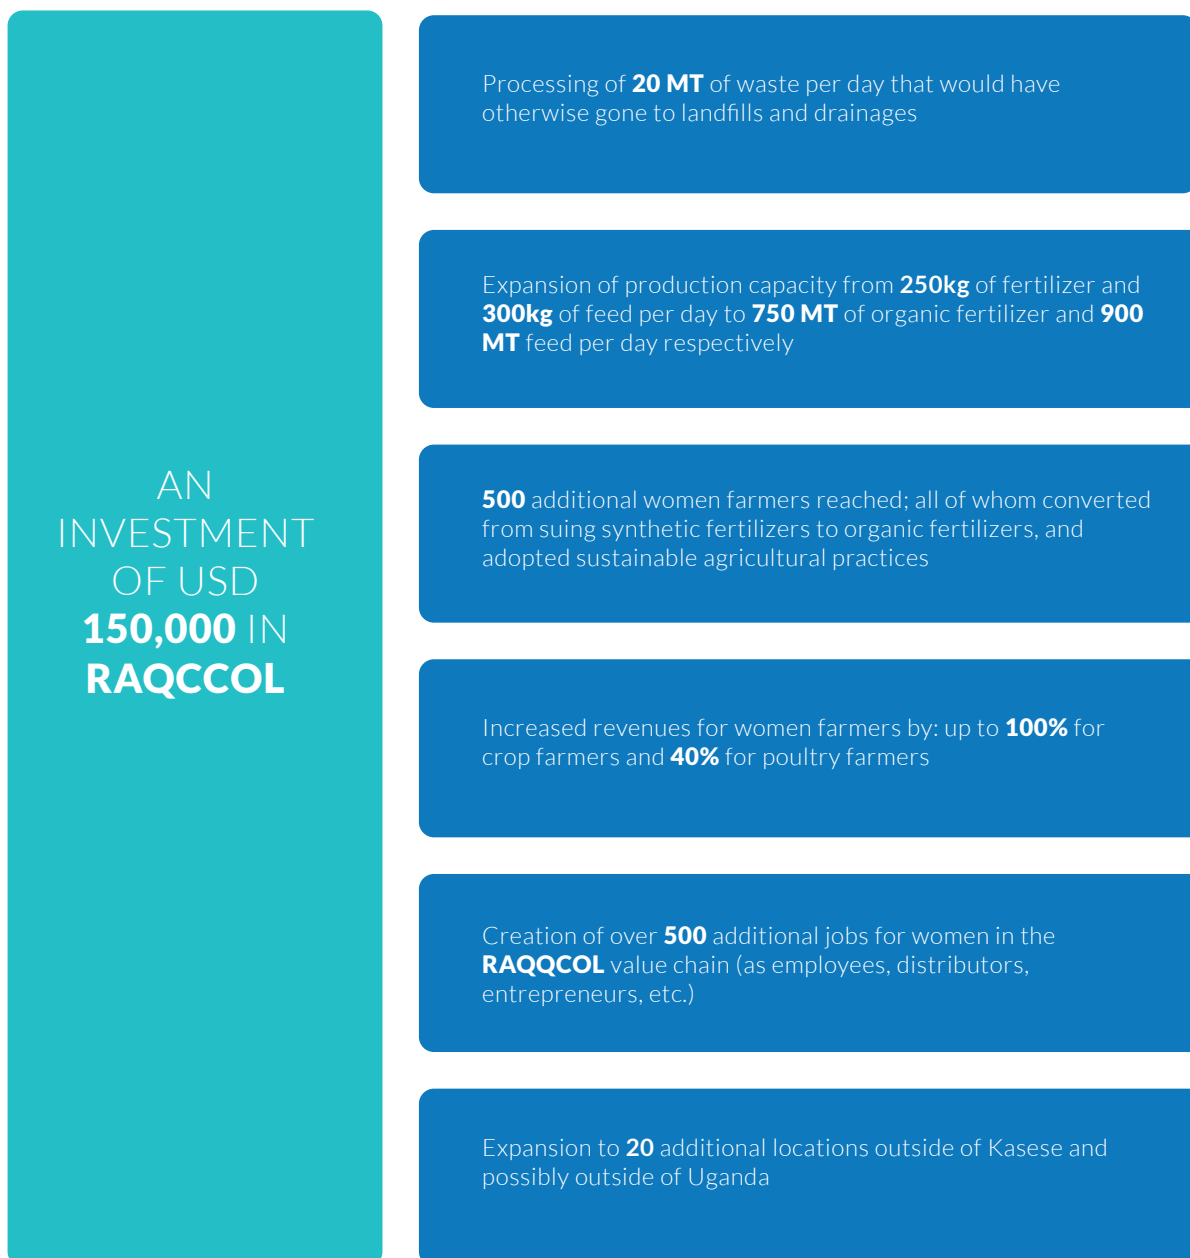 AN
INVESTMENT
OF USD
150,000 IN
RAQCCOL
Processing of 20 MT of waste per day that would have
otherwise gone to landfills and drainages
Expansion of production capacity from 250kg of fertilizer and
300kg of feed per day to 750 MT of organic fertilizer and 900
MT feed per day respectively
500 additional women farmers reached; all of whom converted
from suing synthetic fertilizers to organic fertilizers, and
adopted sustainable agricultural practices
Increased revenues for women farmers by: up to 100% for
crop farmers and 40% for poultry farmers
Creation of over 500 additional jobs for women in the
RAQQCOL value chain (as employees, distributors,
entrepreneurs, etc.)
Expansion to 20 additional locations outside of Kasese and
possibly outside of Uganda